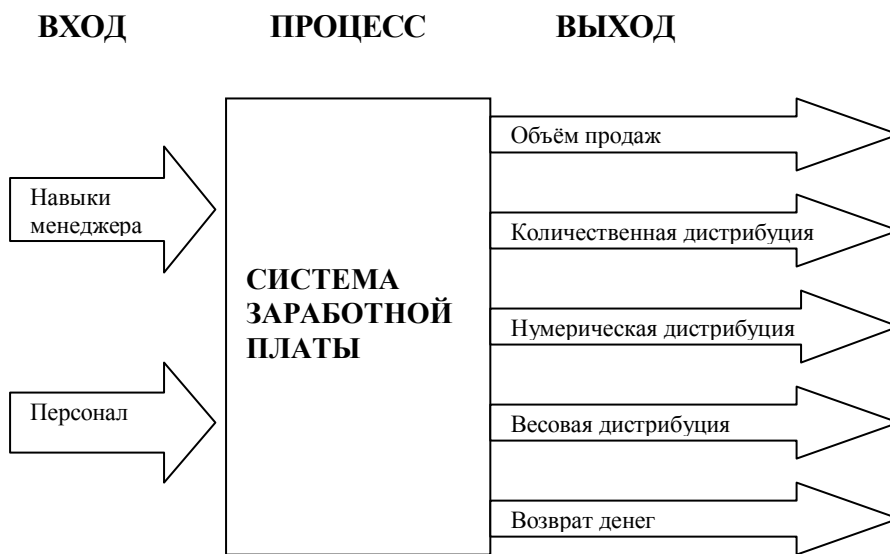 ВХОД ПРОЦЕСС ВЫХОД
Объём продаж
Навыки
менеджера
Количественная дистрибуция
СИСТЕМА
ЗАРАБОТНОЙ
ПЛАТЫ
Нумерическая дистрибуция
Персонал
Весовая дистрибуция
Возврат денег